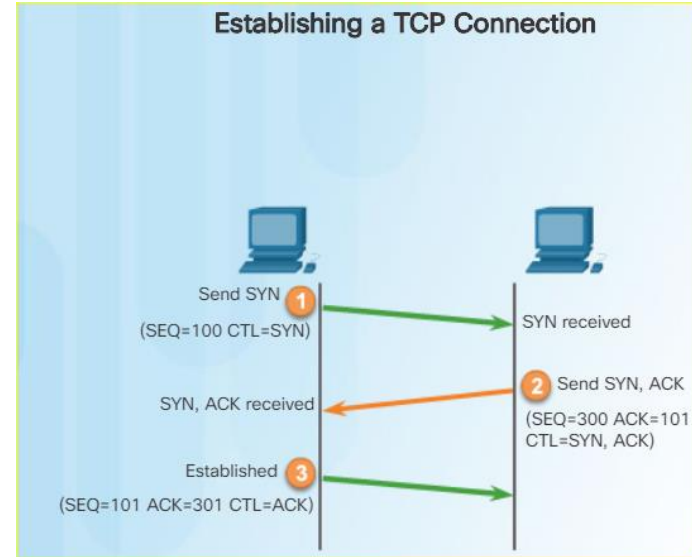 Establishing a TCP Connection
Send SYN 1
(SEQ=100 CTL=SYN)
SYN received
2 Send SYN, ACK
(SEQ=300 ACK=101
CTL=SYN, ACK)
SYN, ACK received
Established 3
(SEQ=101 ACK=301 CTL=ACK)